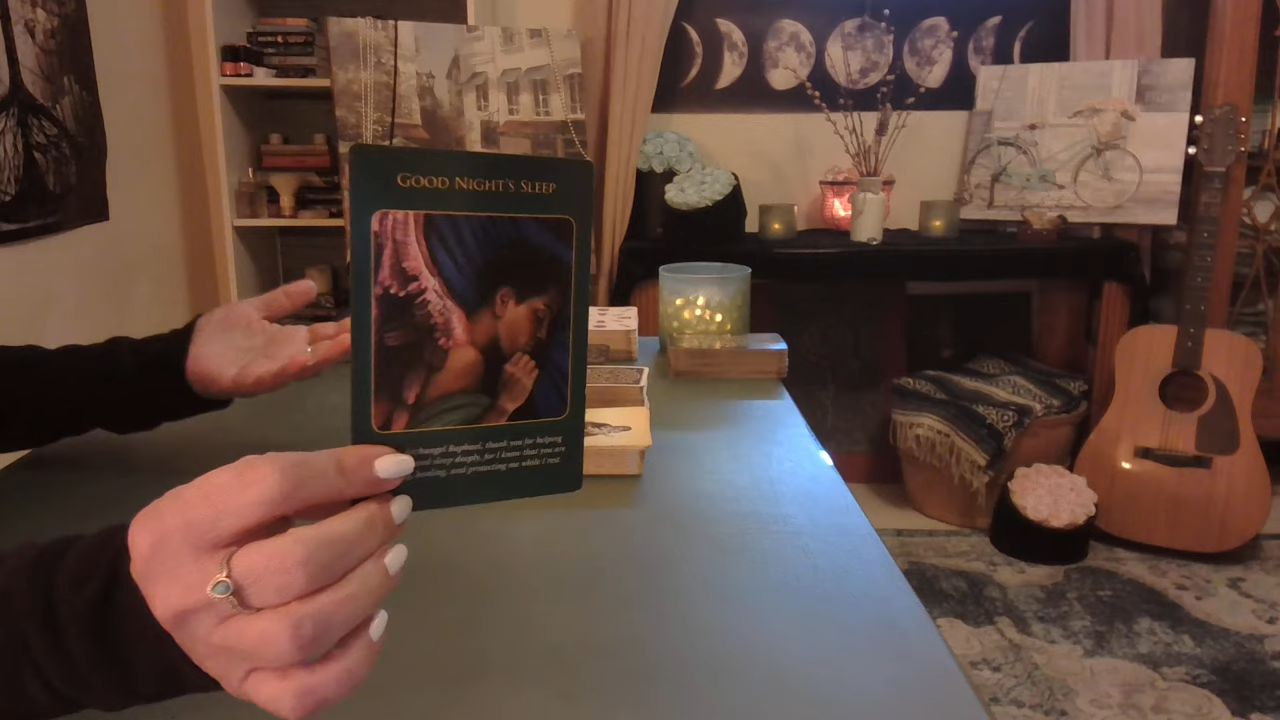 GOOD NIGHT'S SLEEP
changel Raphael, thank you for helping
sleep deeply, for I know that you are
healing, and protecting me while I rest